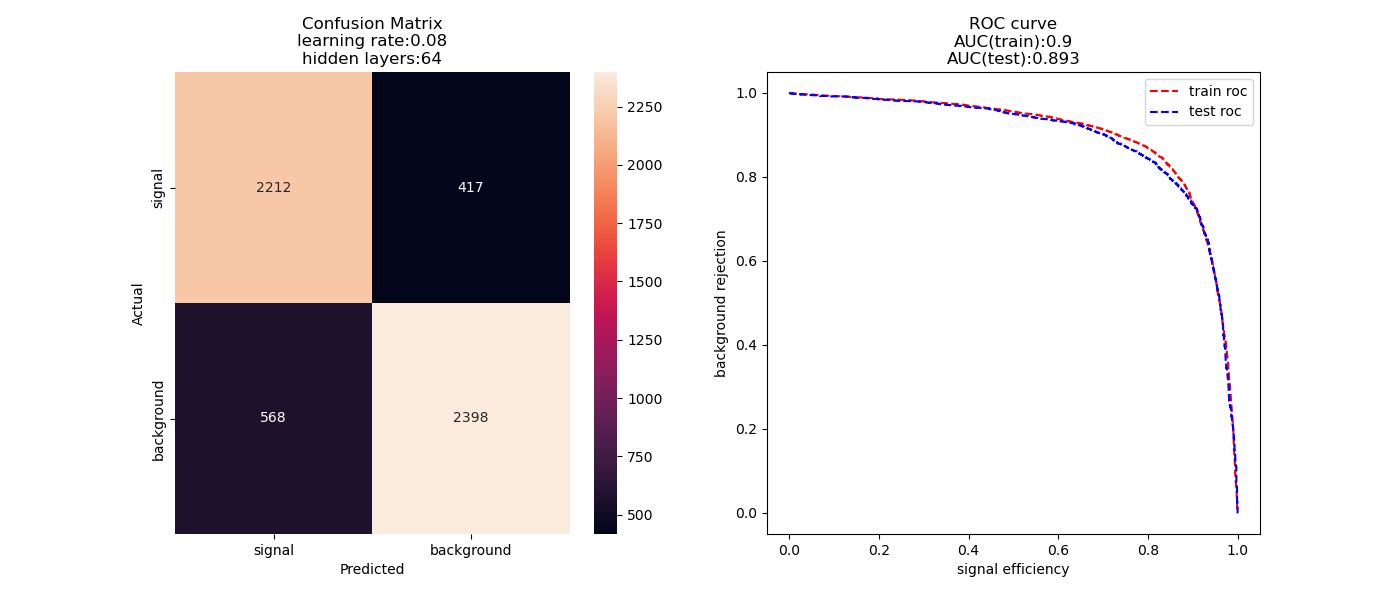 Confusion Matrix
learning rate:0.08
hidden layers:64
signal
background
Actual
2212
417
568
2398
signal
background
Predicted
2250
2000
1750
1500
1250
1000
750
500
ROC curve
AUC(train):0.9
AUC(test):0.893
train roc
test roc
background rejection
1.0
0.8
0.6
0.4
0.2
0.0
0.0
0.2
0.4
0.6
0.8
1.0
signal efficiency